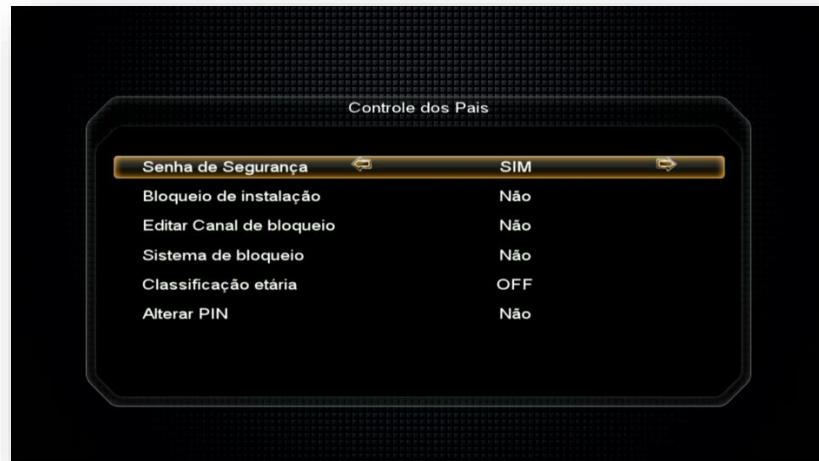 Controle dos Pais
Senha de Segurança SIM
Bloqueio de instalação Não
Editar Canal de bloqueio Não
Sistema de bloqueio Não
Classificação etária OFF
Alterar PIN Não